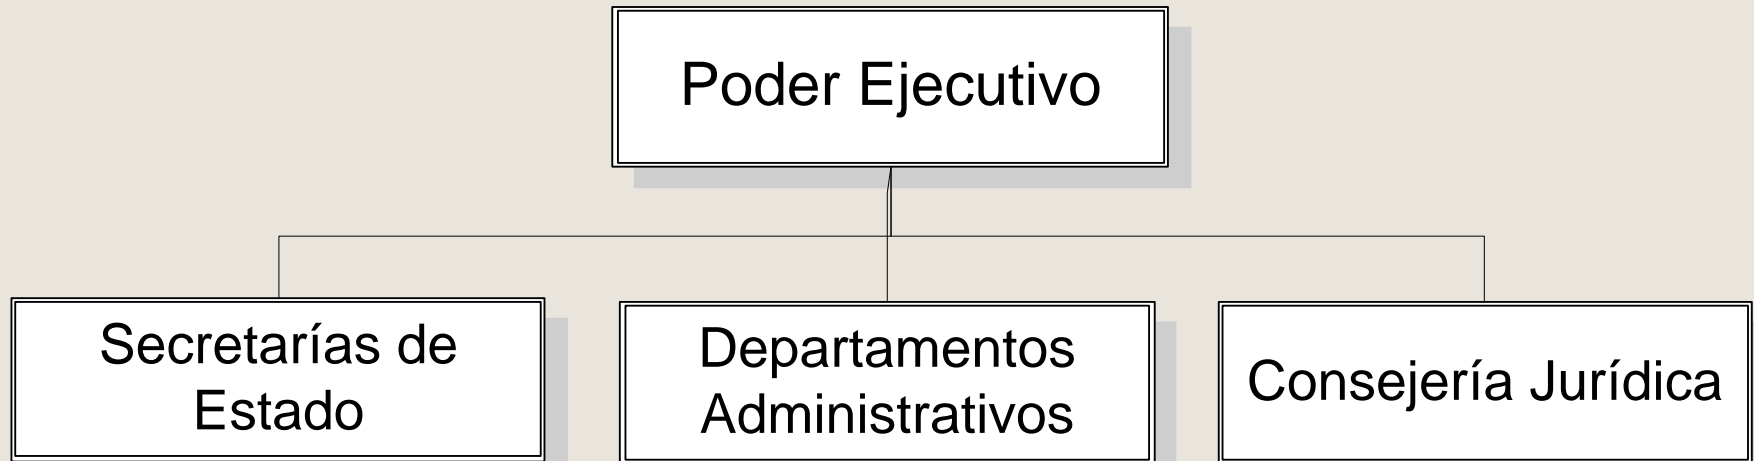 Poder Ejecutivo
Secretarías de
Estado
Departamentos
Administrativos
Consejería Jurídica